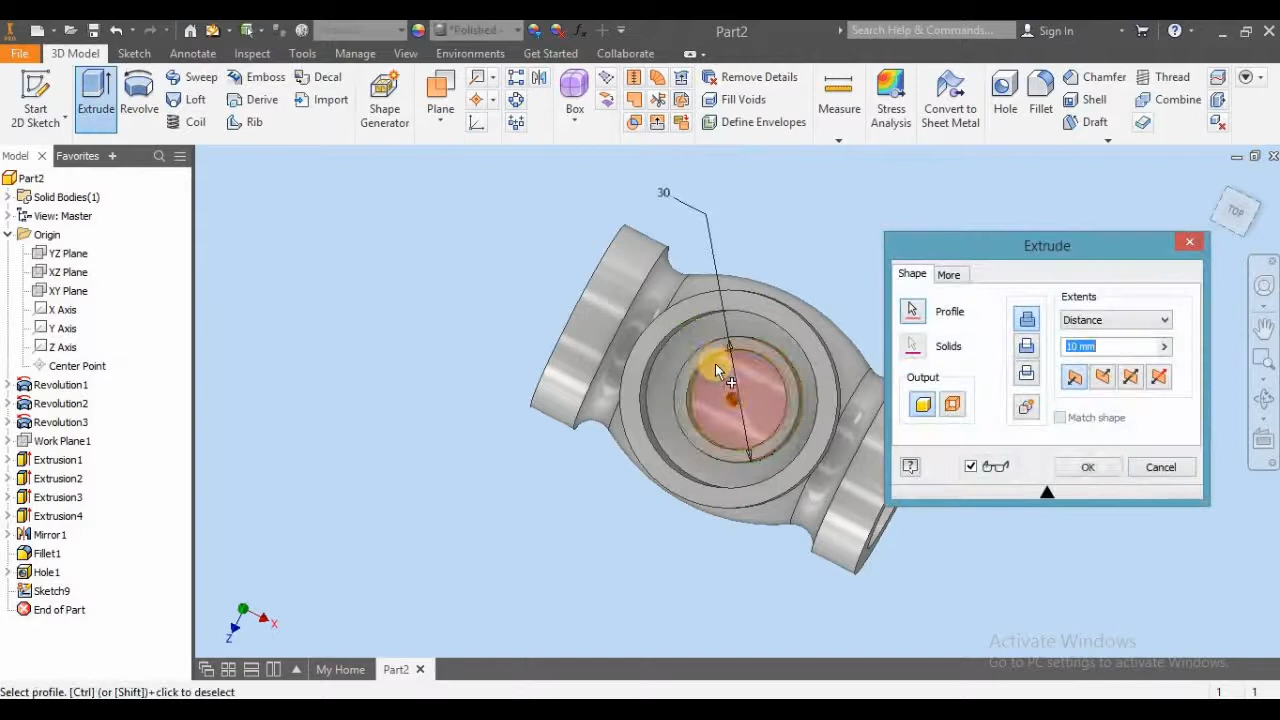 PRO
*Polished -
fx
Part2
Search Help & Commands...
Sign In
File
3D Model
Sketch
Annotate
Inspect
Tools
Manage
View
Environments
Get Started
Collaborate
Start
2D Sketch
Extrude
Revolve
Sweep
Loft
Coil
Emboss
Derive
Rib
Decal
Import
Shape
Generator
Plane
Box
Remove Details
Fill Voids
Define Envelopes
Measure
Stress
Analysis
Convert to
Sheet Metal
Hole
Fillet
Chamfer
Shell
Draft
Thread
Combine
Model
Favorites
Part2
Solid Bodies(1)
View: Master
Origin
YZ Plane
XZ Plane
XY Plane
X Axis
Y Axis
Z Axis
Center Point
Revolution1
Revolution2
Revolution3
Work Plane1
Extrusion1
Extrusion2
Extrusion3
Extrusion4
Mirror1
Fillet1
Hole1
Sketch9
End of Part
30
TOP
Extrude
Shape
More
Profile
Solids
Output
Extents
Distance
10 mm
Match shape
OK
Cancel
X
Z
Activate Windows
Go to PC settings to activate Windows.
My Home
Part2
Select profile. [Ctrl] (or [Shift])+click to deselect
1
1